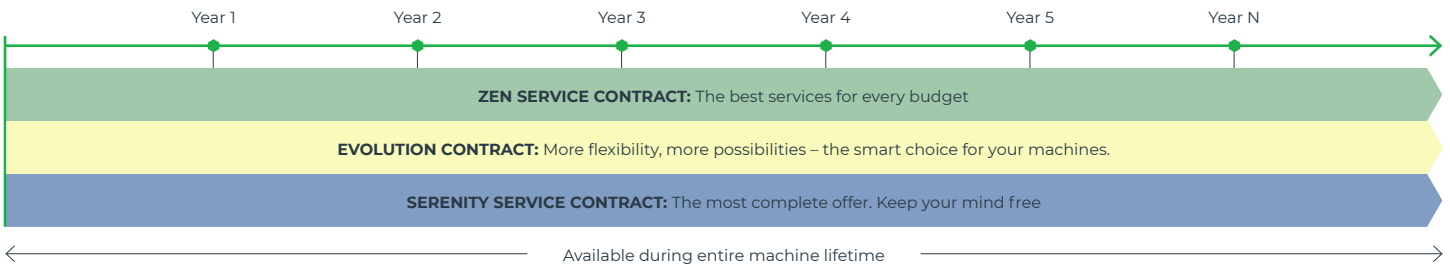 Year 1 Year 2 Year 3 Year 4 Year 5 Year N
ZEN SERVICE CONTRACT: The best services for every budget
EVOLUTION CONTRACT: More flexibility, more possibilities – the smart choice for your machines.
SERENITY SERVICE CONTRACT: The most complete offer. Keep your mind free
Available during entire machine lifetime